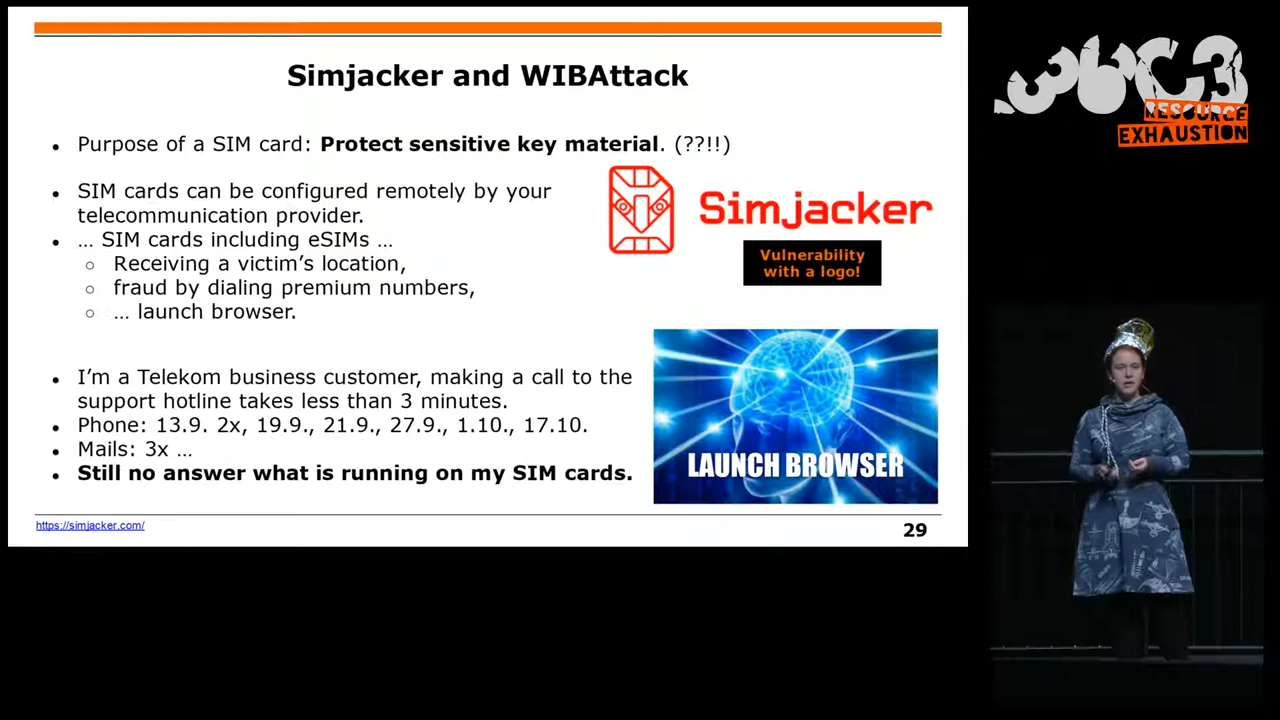 Simjacker and WIBAttack
• Purpose of a SIM card: Protect sensitive key material. (??!!)
• SIM cards can be configured remotely by your
telecommunication provider.
• … SIM cards including eSIMs …
○ Receiving a victim’s location,
○ fraud by dialing premium numbers,
○ … launch browser.
Simjacker
Vulnerability
with a logo!
• I’m a Telekom business customer, making a call to the
support hotline takes less than 3 minutes.
• Phone: 13.9. 2x, 19.9., 21.9., 27.9., 1.10., 17.10.
• Mails: 3x …
• Still no answer what is running on my SIM cards.
LAUNCH BROWSER
https://simjacker.com/
29
36C3
RESOURCE
EXHAUSTION